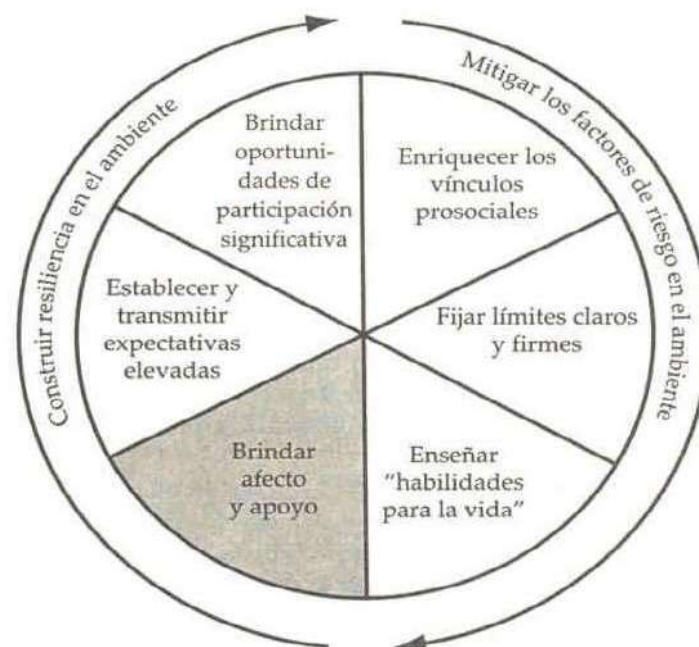 Construir resiliencia en el ambiente
Mitigar los factores de riesgo en el ambiente
Brindar
oportuni-
dades de
participación
significativa
Enriquecer los
vínculos
prosociales
Establecer y
transmitir
expectativas
elevadas
Fijar límites claros
y firmes
Brindar
afecto
y apoyo
Enseñar
"habilidades
para la vida"